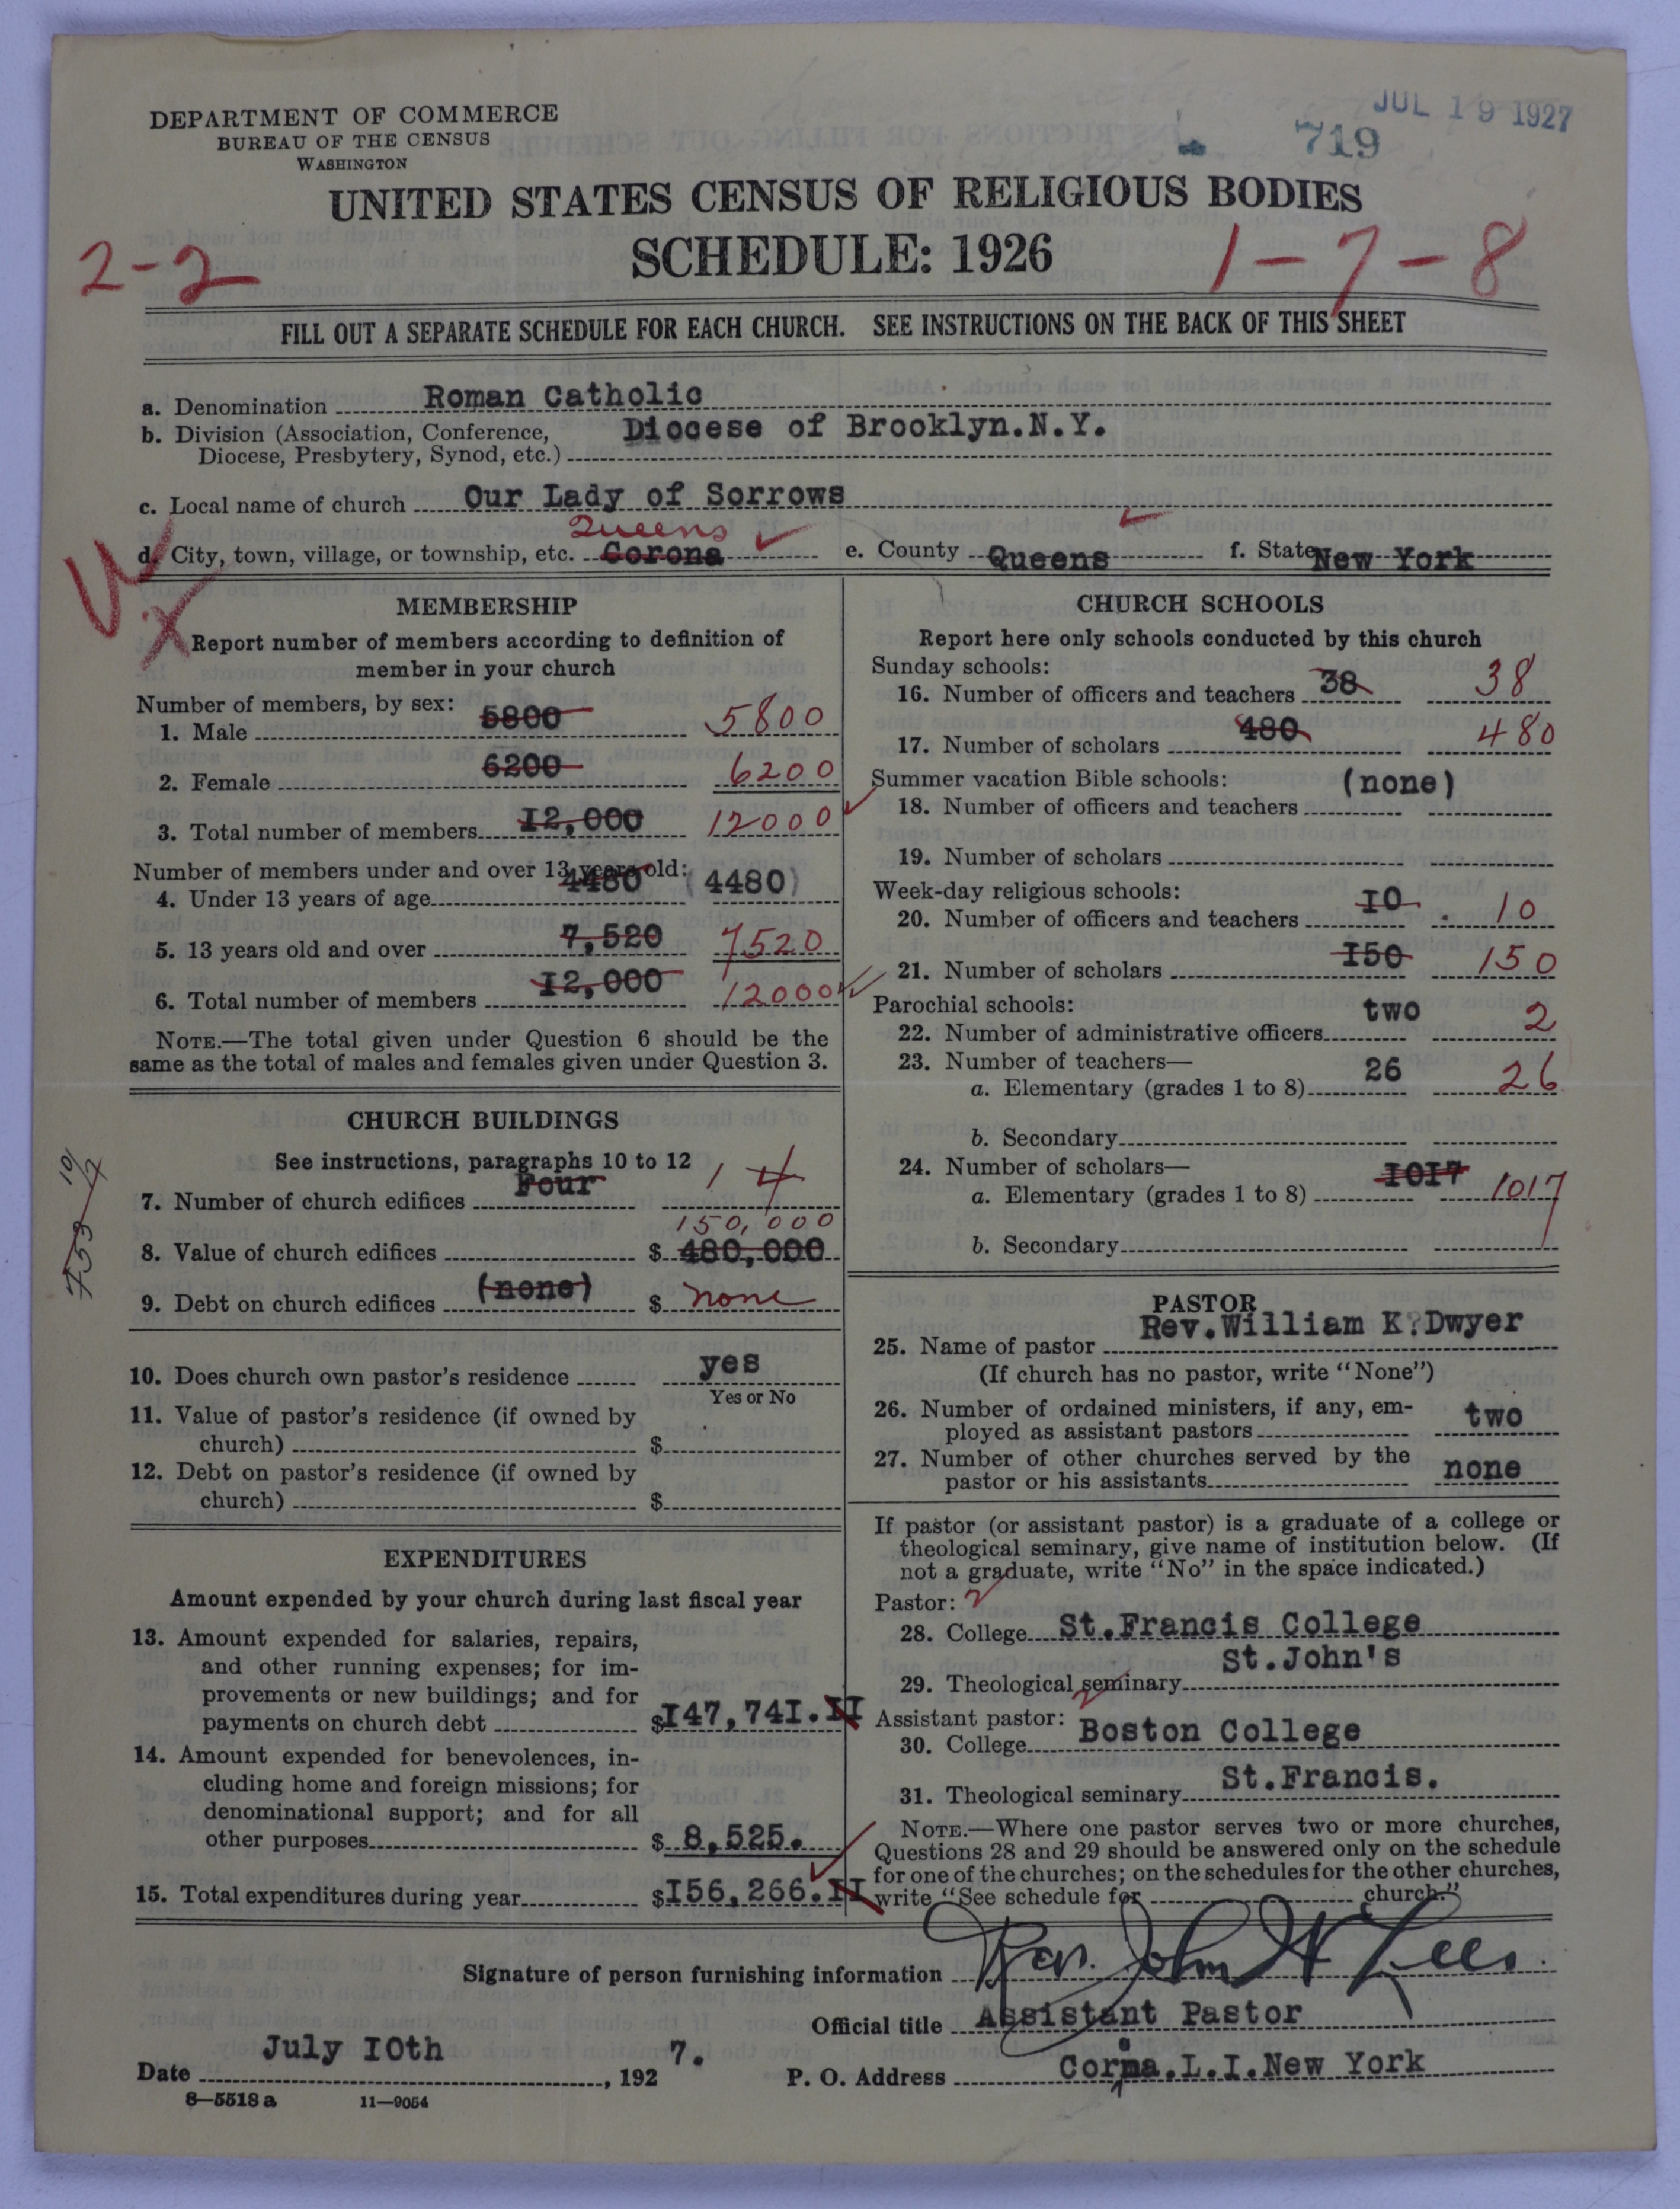 JUL 19 1927
719
DEPARTMENT OF COMMERCE
BUREAU OF THE CENSUS
WASHINGTON
UNITED STATES CENSUS OF RELIGIOUS BODIES
SCHEDULE: 1926
2-2
1-7-8
FILL OUT A SEPARATE SCHEDULE FOR EACH CHURCH. SEE INSTRUCTIONS ON THE BACK OF THIS SHEET
a. Denomination Roman Catholic
b. Division (Association, Conference, Diocese of Brooklyn.N.Y.
Diocese, Presbytery, Synod, etc.)
c. Local name of church Our Lady of Sorrows
Queens
d. City, town, village, or township, etc. Corona e. County Queens f. State New York
MEMBERSHIP
Report number of members according to definition of
member in your church
Number of members, by sex:
1. Male 5800 5800
2. Female 6200 6200
3. Total number of members 12,000 12000
Number of members under and over 13 years old:
4. Under 13 years of age 4480 (4480)
5. 13 years old and over 7,520 7520
6. Total number of members 12,000 12000
NOTE.—The total given under Question 6 should be the
same as the total of males and females given under Question 3.
CHURCH BUILDINGS
See instructions, paragraphs 10 to 12
7. Number of church edifices Four 1 4
150,000
8. Value of church edifices $ 480,000
9. Debt on church edifices (none) $ none
10. Does church own pastor's residence yes
Yes or No
11. Value of pastor's residence (if owned by
church) $
12. Debt on pastor's residence (if owned by
church) $
EXPENDITURES
Amount expended by your church during last fiscal year
13. Amount expended for salaries, repairs,
and other running expenses; for im-
provements or new buildings; and for
payments on church debt $I47,74I.II
14. Amount expended for benevolences, in-
cluding home and foreign missions; for
denominational support; and for all
other purposes $ 8,525.
15. Total expenditures during year $I56,266.II
CHURCH SCHOOLS
Report here only schools conducted by this church
Sunday schools:
16. Number of officers and teachers 38 38
17. Number of scholars 480 480
Summer vacation Bible schools: (none)
18. Number of officers and teachers
19. Number of scholars
Week-day religious schools:
20. Number of officers and teachers I0 10
21. Number of scholars I50 150
Parochial schools:
22. Number of administrative officers two 2
23. Number of teachers—
a. Elementary (grades 1 to 8) 26 26
b. Secondary
24. Number of scholars—
a. Elementary (grades 1 to 8) I0I7 1017
b. Secondary
PASTOR
25. Name of pastor Rev.William K?Dwyer
(If church has no pastor, write "None")
26. Number of ordained ministers, if any, em-
ployed as assistant pastors two
27. Number of other churches served by the
pastor or his assistants none
If pastor (or assistant pastor) is a graduate of a college or
theological seminary, give name of institution below. (If
not a graduate, write "No" in the space indicated.)
Pastor: 2
28. College St.Francis College
29. Theological seminary St.John's
Assistant pastor: 2
30. College Boston College
31. Theological seminary St.Francis.
NOTE.—Where one pastor serves two or more churches,
Questions 28 and 29 should be answered only on the schedule
for one of the churches; on the schedules for the other churches,
write "See schedule for church."
Signature of person furnishing information Rev. John H Lees.
Official title Assistant Pastor
Date July I0th, 192 7. P. O. Address Corona.L.I.New York
8—5518 a 11—9054